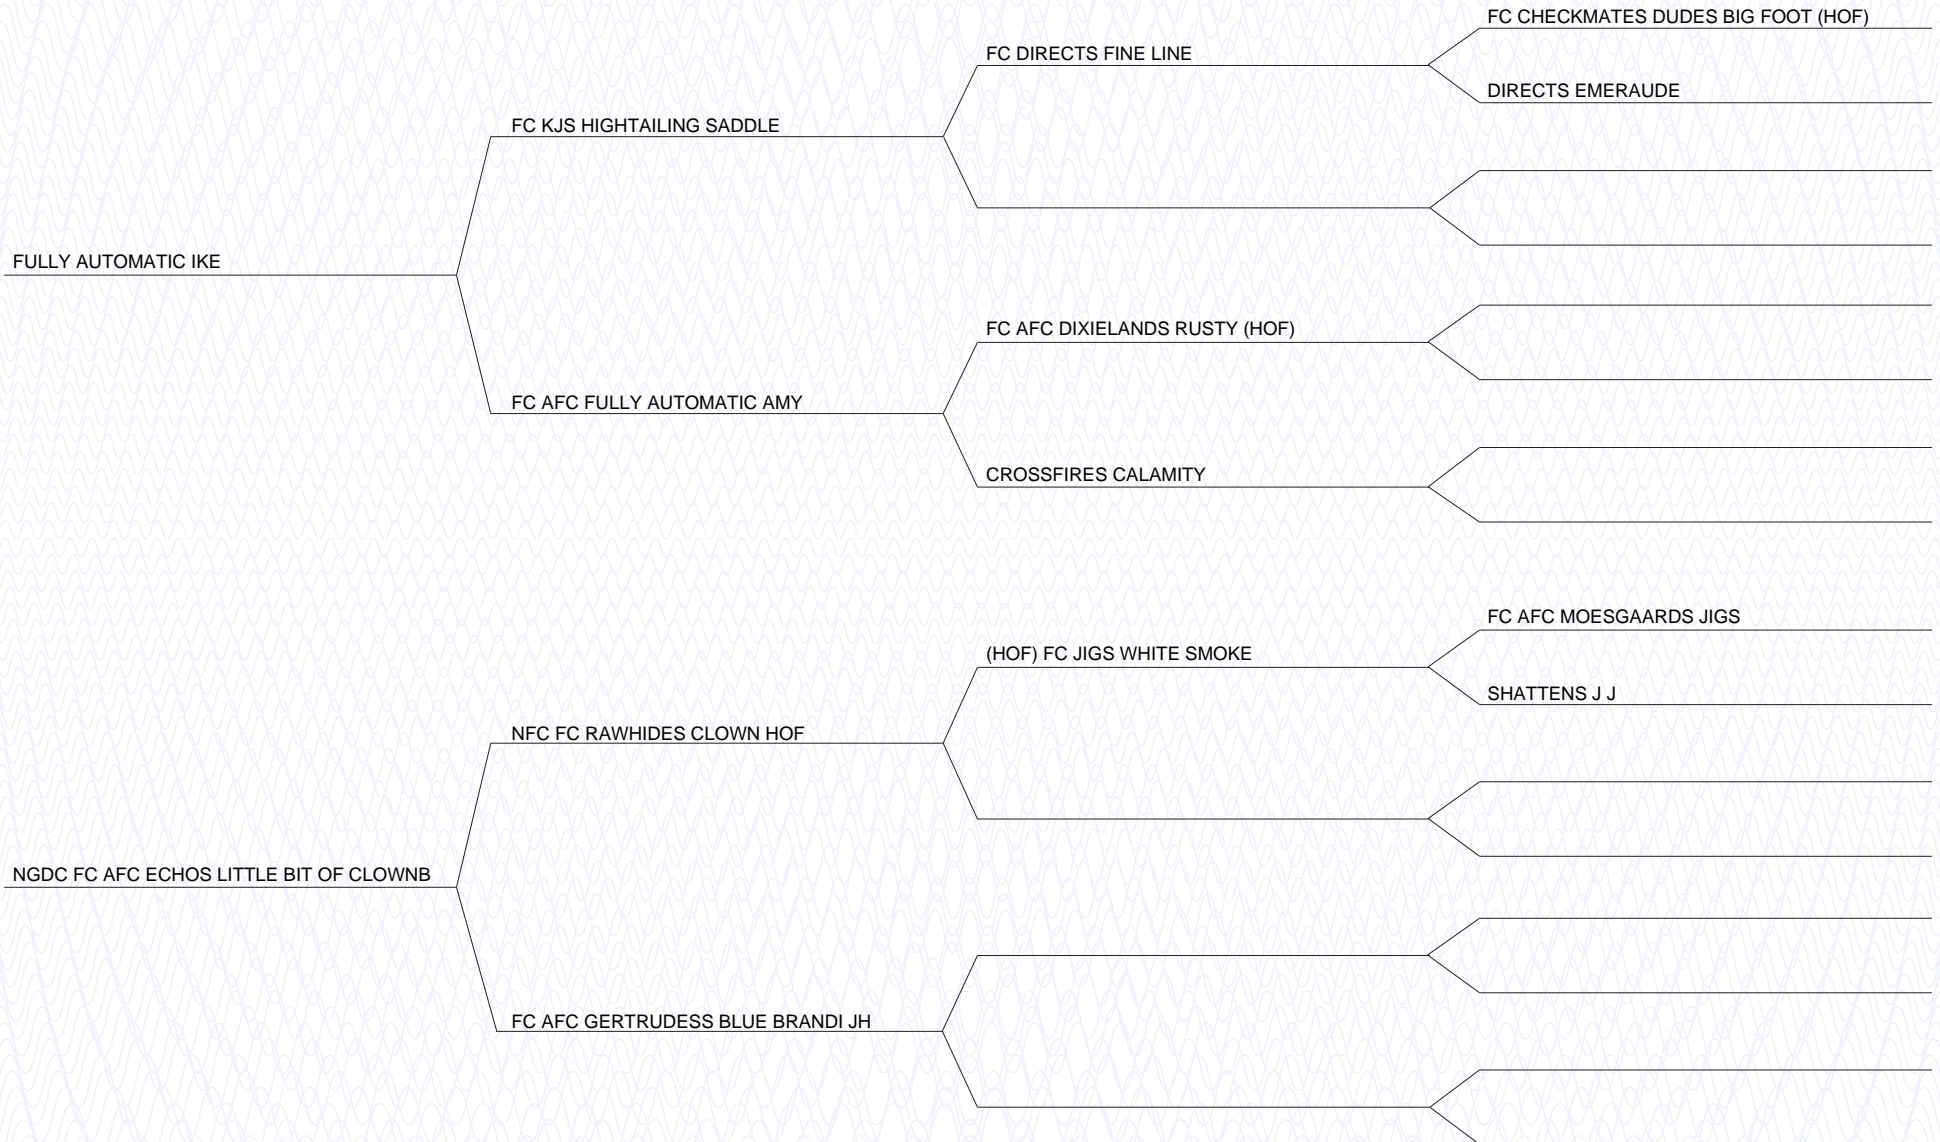 FC CHECKMATES DUDES BIG FOOT (HOF)
FC DIRECTS FINE LINE
DIRECTS EMERAUDE
FC KJS HIGHTAILING SADDLE
FULLY AUTOMATIC IKE
FC AFC DIXIELANDS RUSTY (HOF)
FC AFC FULLY AUTOMATIC AMY
CROSSFIRES CALAMITY
FC AFC MOESGAARDS JIGS
(HOF) FC JIGS WHITE SMOKE
SHATTENS J J
NFC FC RAWHIDES CLOWN HOF
NGDC FC AFC ECHOS LITTLE BIT OF CLOWNB
FC AFC GERTRUDESS BLUE BRANDI JH